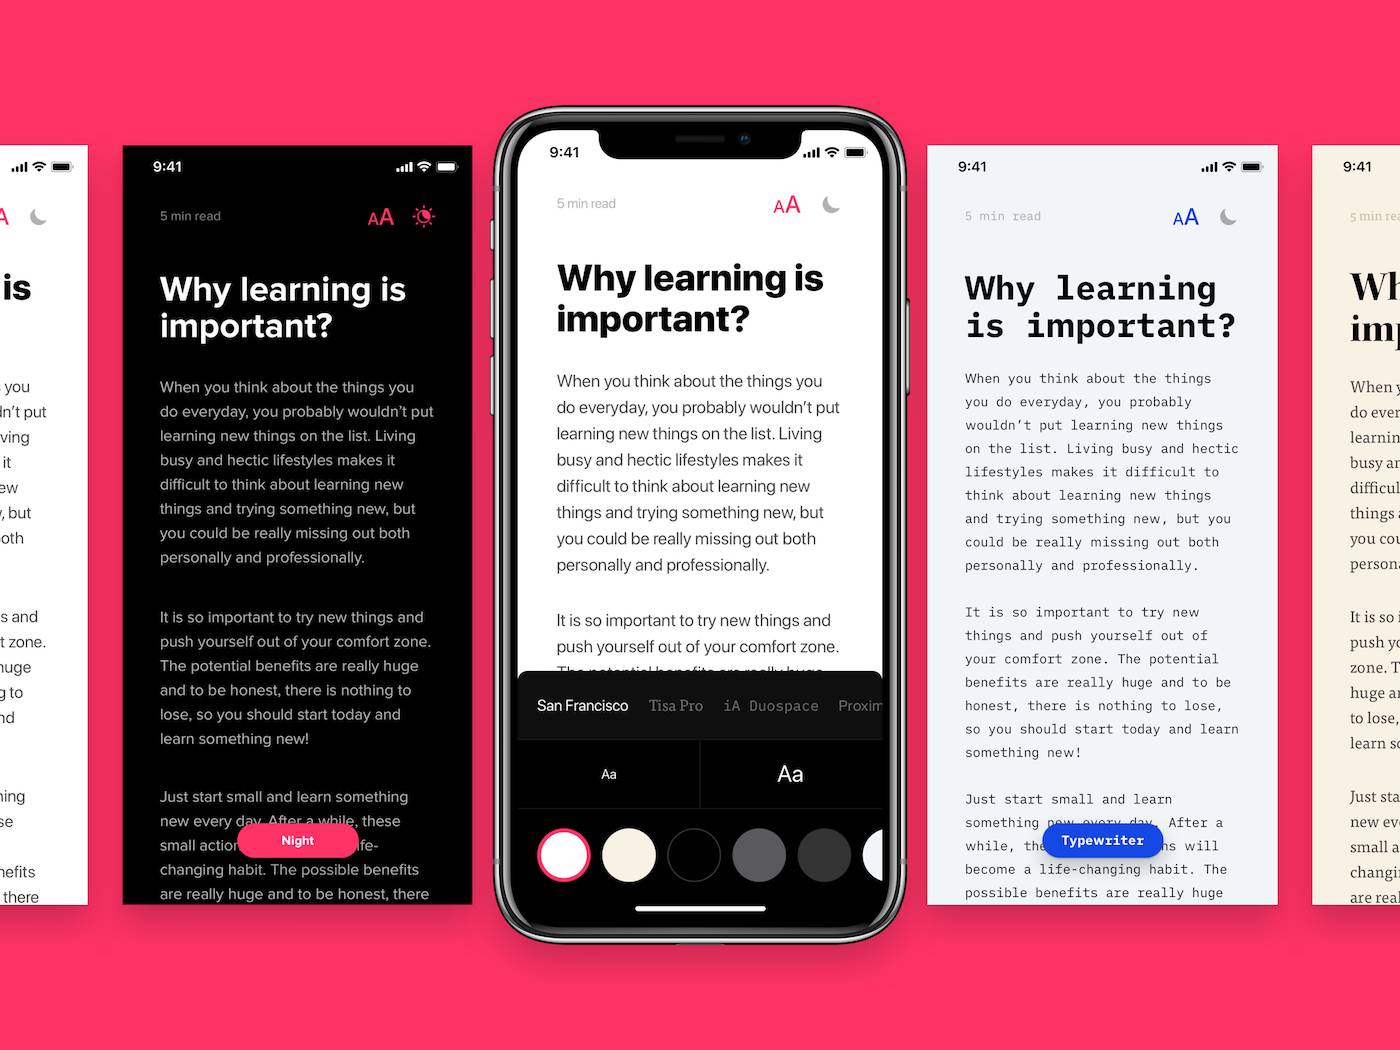 A
is
s you
dn't put
ving
it
ew
, but
oth
s and
t zone.
huge
g to
nd
ning
se
efits
there
9:41
5 min read
AA
Why learning is
important?
When you think about the things you
do everyday, you probably wouldn't put
learning new things on the list. Living
busy and hectic lifestyles makes it
difficult to think about learning new
things and trying something new, but
you could be really missing out both
personally and professionally.
It is so important to try new things and
push yourself out of your comfort zone.
The potential benefits are really huge
and to be honest, there is nothing to
lose, so you should start today and
learn something new!
Just start small and learn something
new every day. After a while, these
small action life-
Night
changing habit. The possible benefits
are really huge and to be honest, there
9:41
5 min read
AA
Why learning is
important?
When you think about the things you
do everyday, you probably wouldn't put
learning new things on the list. Living
busy and hectic lifestyles makes it
difficult to think about learning new
things and trying something new, but
you could be really missing out both
personally and professionally.
It is so important to try new things and
push yourself out of your comfort zone.
The potential benefits are really huge
San Francisco Tisa Pro iA Duospace Proxim
Aa Aa
9:41
5 min read
AA
Why learning
is important?
When you think about the things
you do everyday, you probably
wouldn't put learning new things
on the list. Living busy and hectic
lifestyles makes it difficult to
think about learning new things
and trying something new, but you
could be really missing out both
personally and professionally.
It is so important to try new
things and push yourself out of
your comfort zone. The potential
benefits are really huge and to be
honest, there is nothing to lose,
so you should start today and learn
something new!
Just start small and learn
something new every day. After a
while, the ns will
Typewriter
become a life-changing habit. The
possible benefits are really huge
9:41
5 min rea
Wh
imp
When y
do ever
learnin
busy an
difficul
things a
you cou
persona
It is so i
push yo
zone. T
huge an
to lose,
learn so
Just sta
new eve
small a
changin
are real